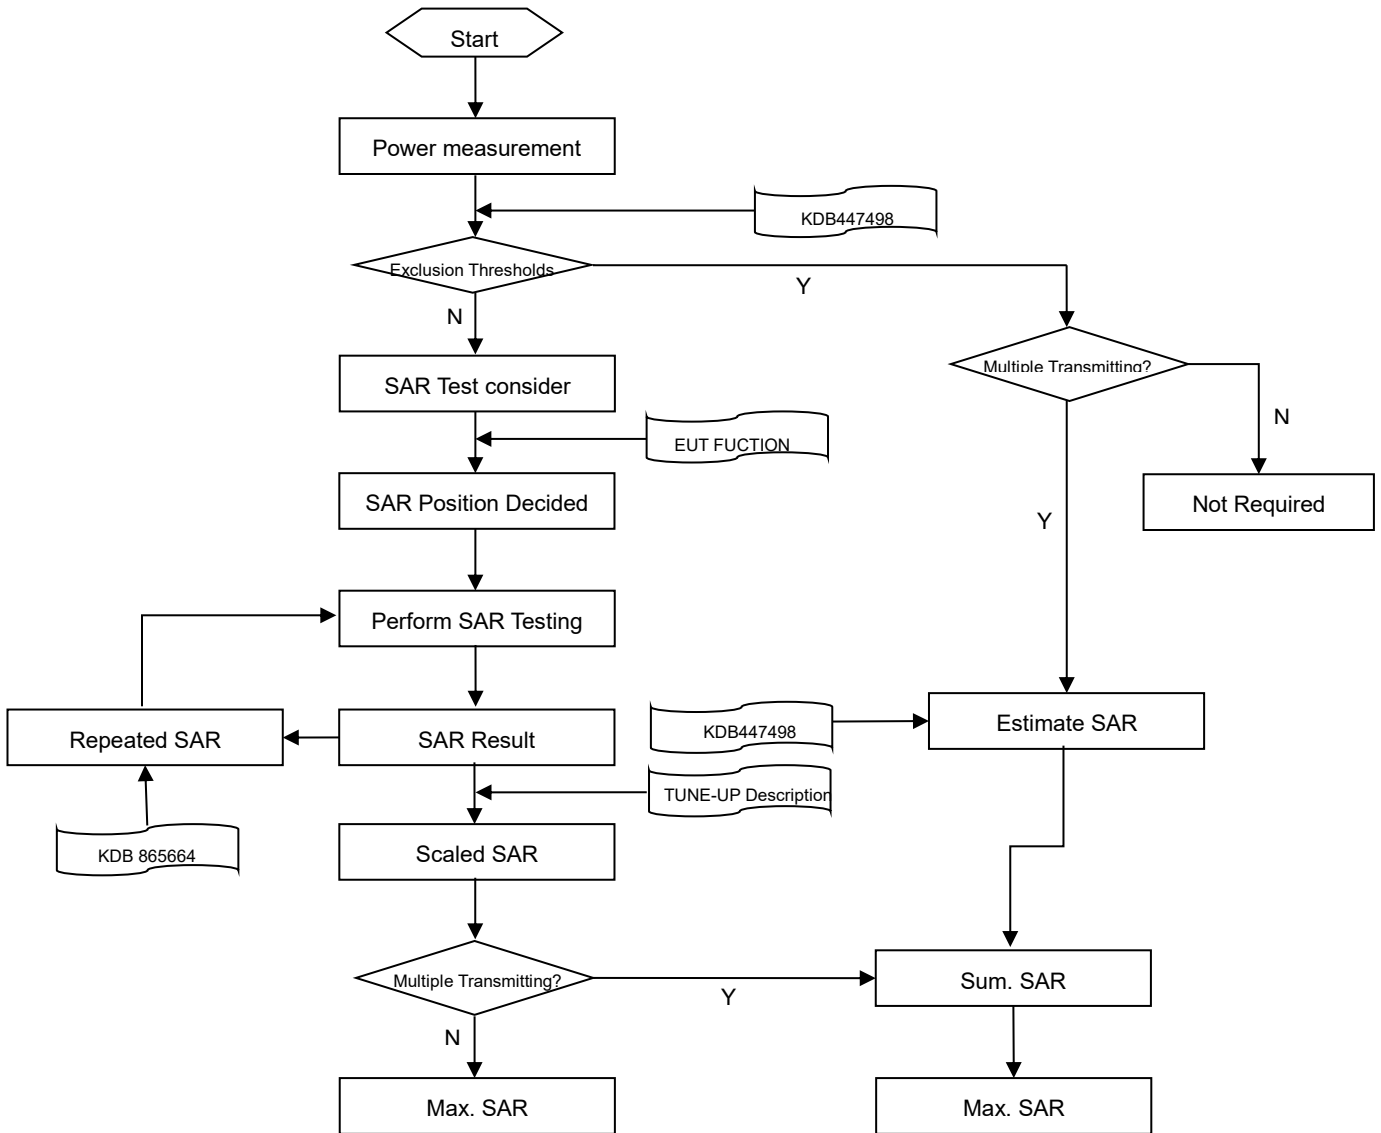 Start
Power measurement
KDB447498
Exclusion Thresholds
Y
N
Multiple Transmitting?
SAR Test consider
N
EUT FUCTION
SAR Position Decided
Not Required
Y
Perform SAR Testing
Repeated SAR
SAR Result
KDB447498
Estimate SAR
TUNE-UP Description
KDB 865664
Scaled SAR
Multiple Transmitting?
Y
Sum. SAR
N
Max. SAR
Max. SAR